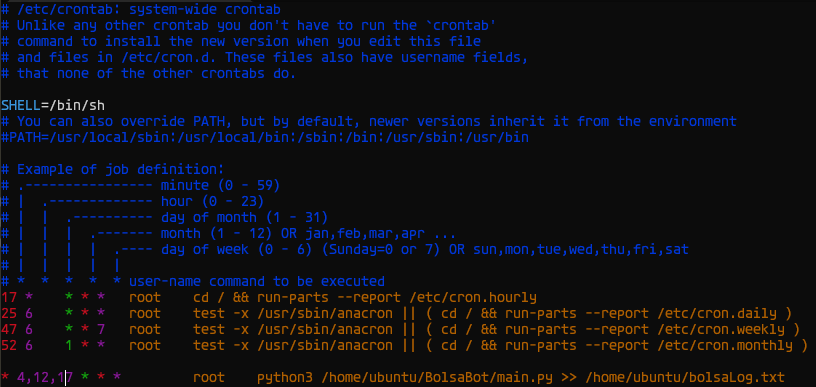 # /etc/crontab: system-wide crontab
# Unlike any other crontab you don't have to run the `crontab'
# command to install the new version when you edit this file
# and files in /etc/cron.d. These files also have username fields,
# that none of the other crontabs do.

SHELL=/bin/sh
# You can also override PATH, but by default, newer versions inherit it from the environment
#PATH=/usr/local/sbin:/usr/local/bin:/sbin:/bin:/usr/sbin:/usr/bin

# Example of job definition:
# .---------------- minute (0 - 59)
# |  .------------- hour (0 - 23)
# |  |  .---------- day of month (1 - 31)
# |  |  |  .------- month (1 - 12) OR jan,feb,mar,apr ...
# |  |  |  |  .---- day of week (0 - 6) (Sunday=0 or 7) OR sun,mon,tue,wed,thu,fri,sat
# |  |  |  |  |
# *  *  *  *  * user-name command to be executed
17 *    * * *   root    cd / && run-parts --report /etc/cron.hourly
25 6    * * *   root    test -x /usr/sbin/anacron || ( cd / && run-parts --report /etc/cron.daily )
47 6    * * 7   root    test -x /usr/sbin/anacron || ( cd / && run-parts --report /etc/cron.weekly )
52 6    1 * *   root    test -x /usr/sbin/anacron || ( cd / && run-parts --report /etc/cron.monthly )

* 4,12,17 * * *         root    python3 /home/ubuntu/BolsaBot/main.py >> /home/ubuntu/bolsaLog.txt